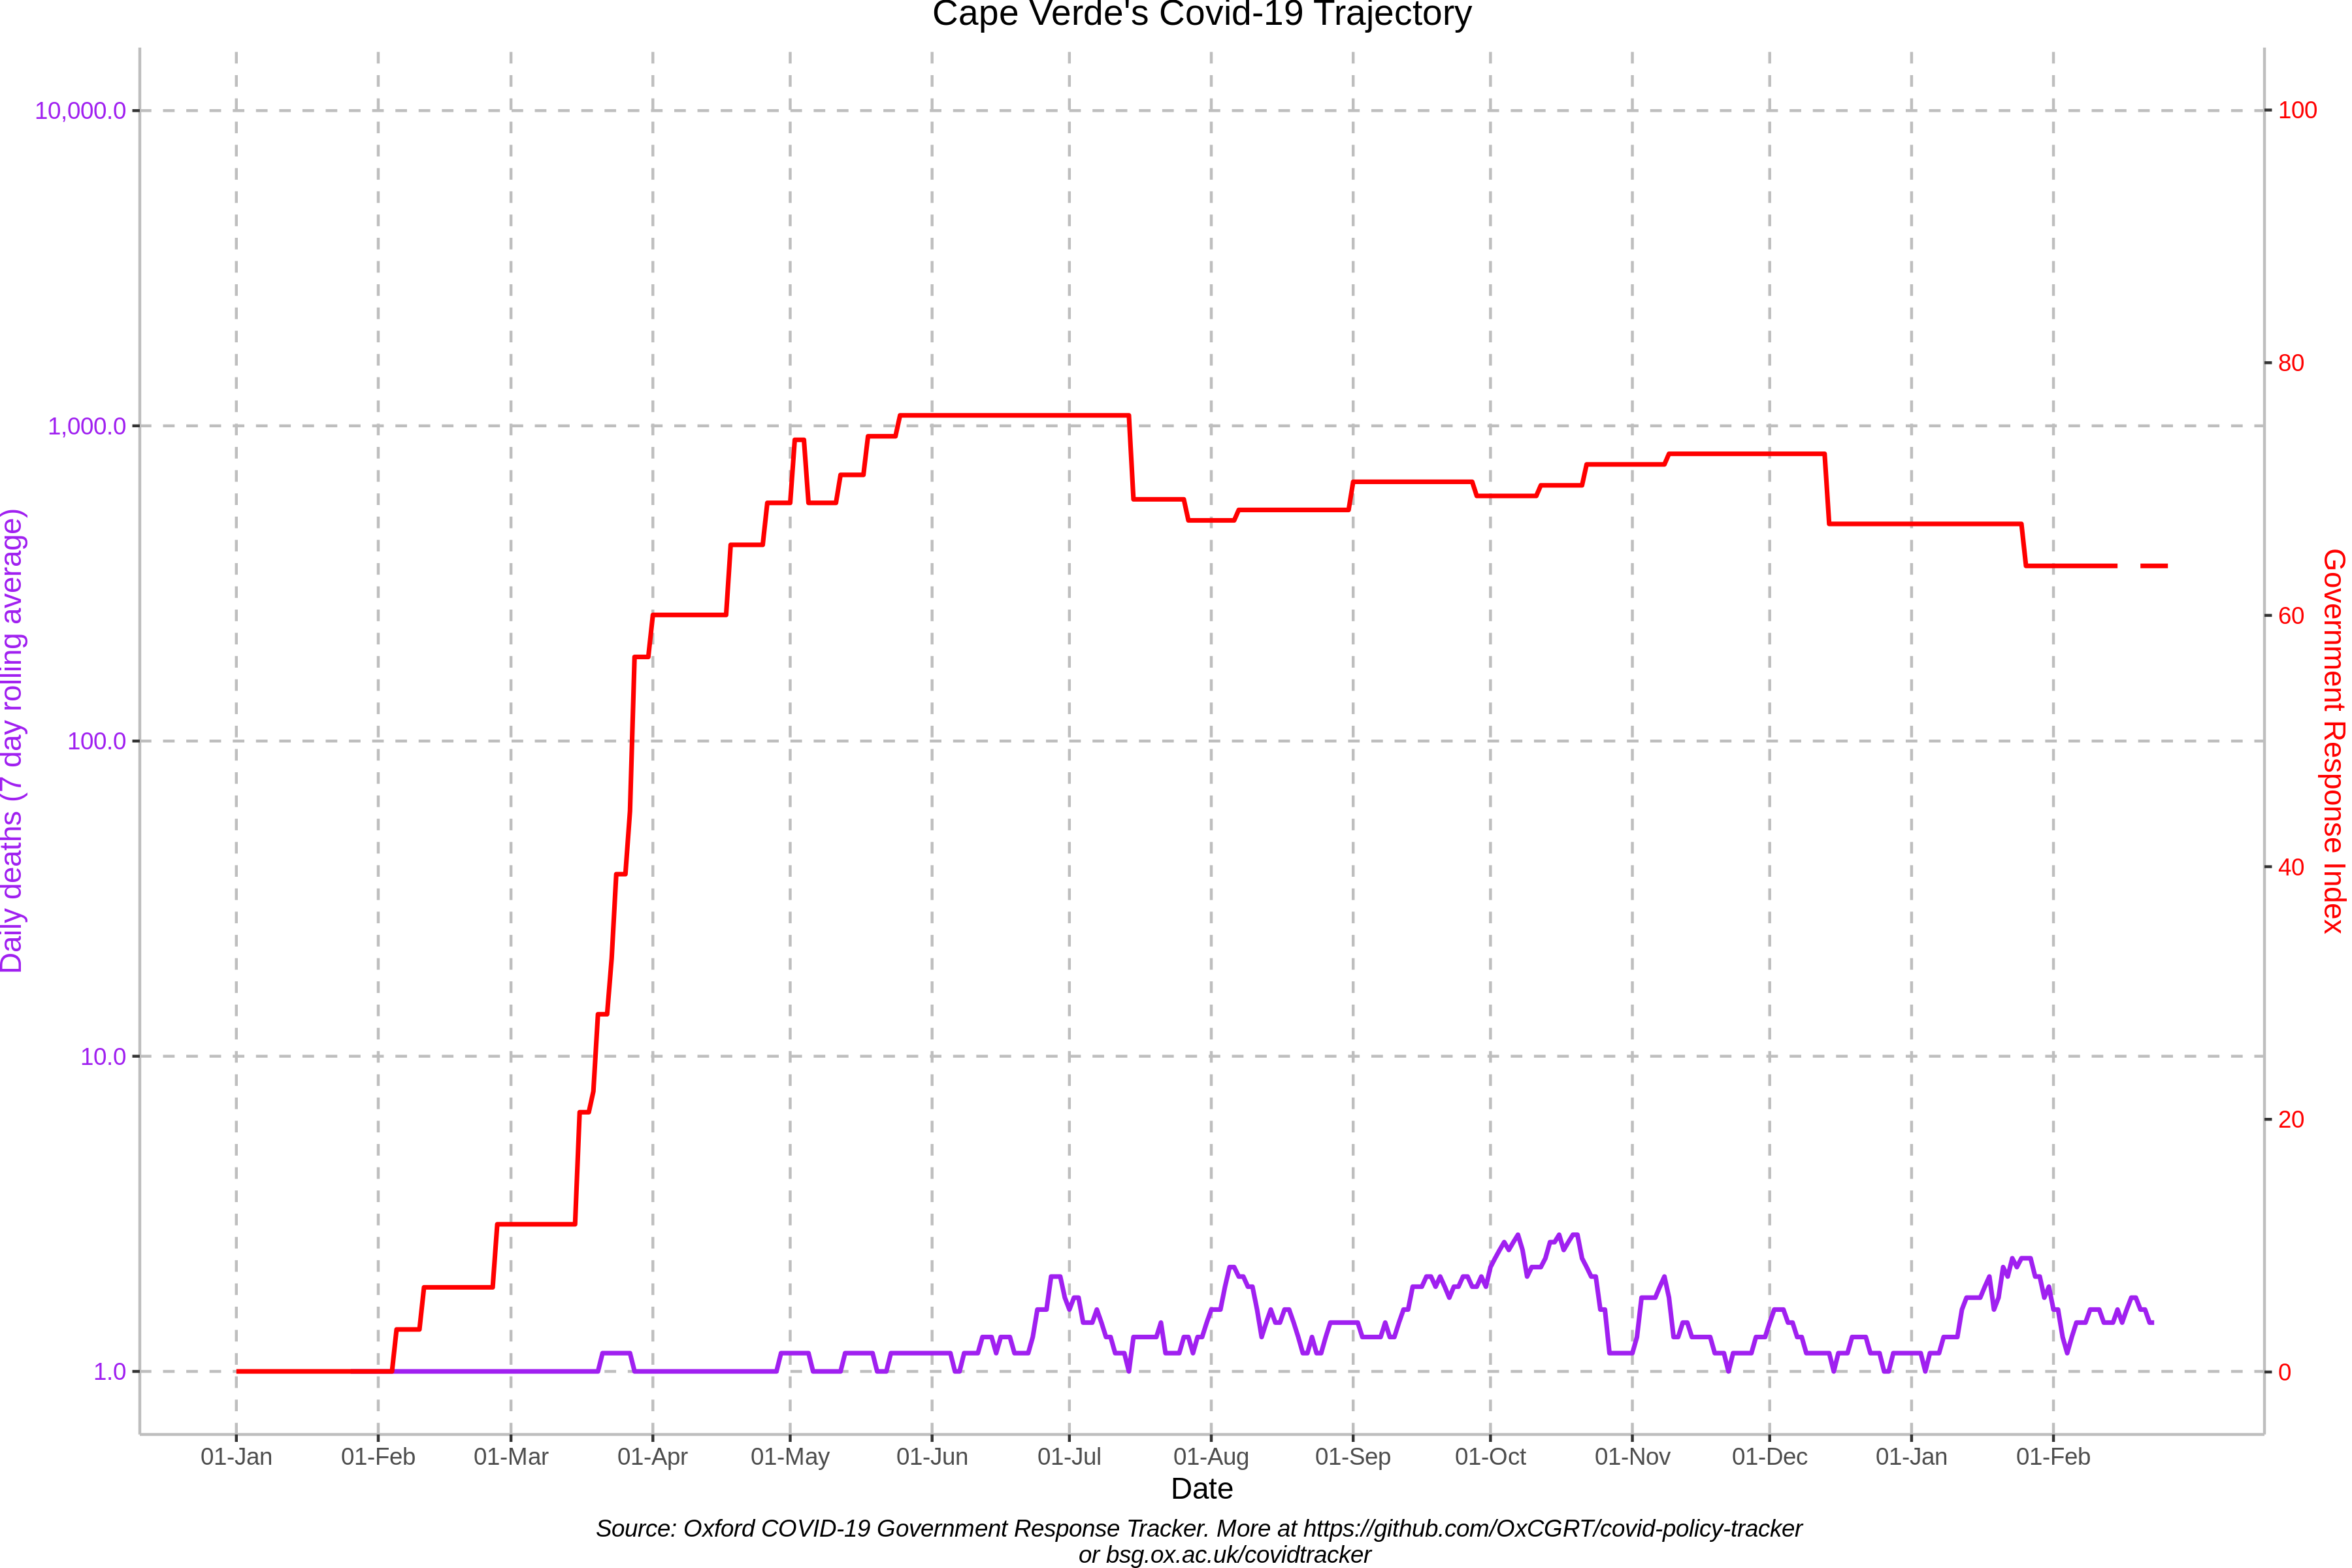 Cape Verde's Covid-19 Trajectory
10,000.0
1,000.0
100.0
10.0
1.0
Daily deaths (7 day rolling average)
100
80
60
40
20
0
Government Response Index
01-Jan 01-Feb 01-Mar 01-Apr 01-May 01-Jun 01-Jul 01-Aug 01-Sep 01-Oct 01-Nov 01-Dec 01-Jan 01-Feb
Date
Source: Oxford COVID-19 Government Response Tracker. More at https://github.com/OxCGRT/covid-policy-tracker
or bsg.ox.ac.uk/covidtracker